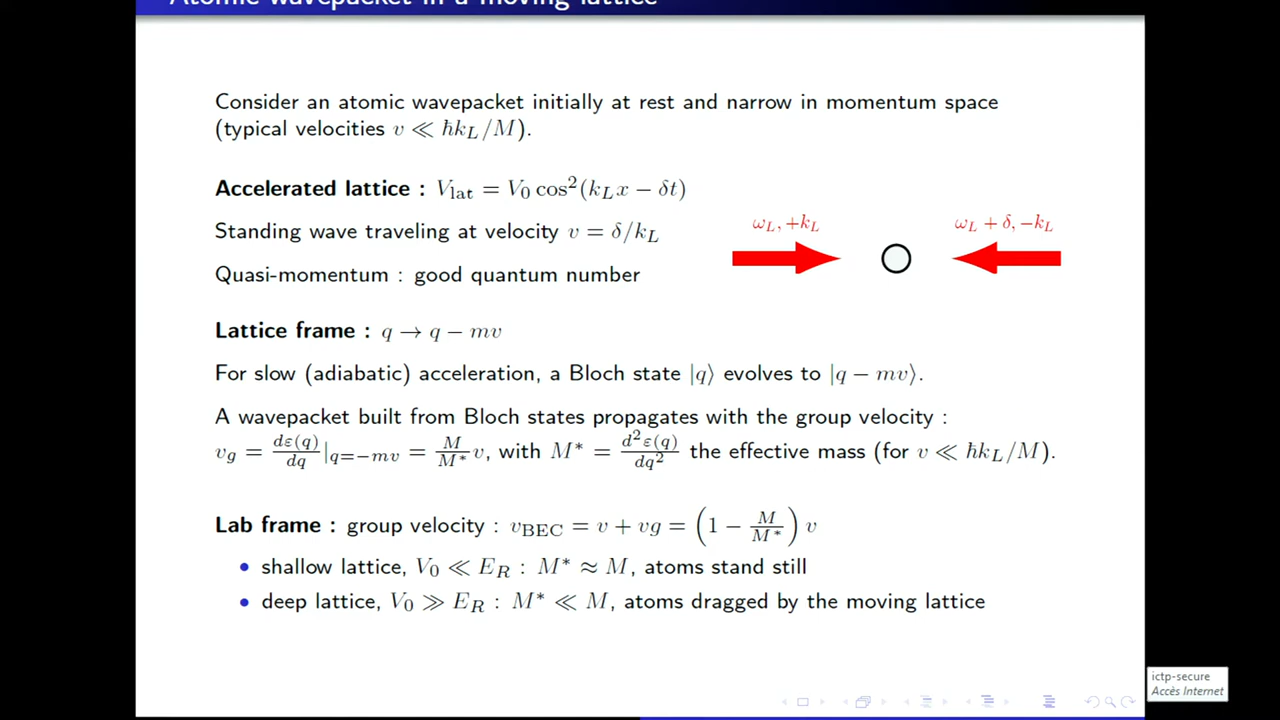 Atomic wavepacket in a moving lattice
Consider an atomic wavepacket initially at rest and narrow in momentum space
(typical velocities v ≪ ħk_L/M).
Accelerated lattice : V_lat = V_0 cos²(k_L x − δt)
Standing wave traveling at velocity v = δ/k_L
ω_L, +k_L
ω_L + δ, −k_L
Quasi-momentum : good quantum number
Lattice frame : q → q − mv
For slow (adiabatic) acceleration, a Bloch state |q⟩ evolves to |q − mv⟩.
A wavepacket built from Bloch states propagates with the group velocity :
v_g = dε(q)/dq |_{q=−mv} = M/M* v, with M* = d²ε(q)/dq² the effective mass (for v ≪ ħk_L/M).
Lab frame : group velocity : v_BEC = v + vg = (1 − M/M*) v
• shallow lattice, V_0 ≪ E_R : M* ≈ M, atoms stand still
• deep lattice, V_0 ≫ E_R : M* ≪ M, atoms dragged by the moving lattice
ictp-secure
Accès Internet